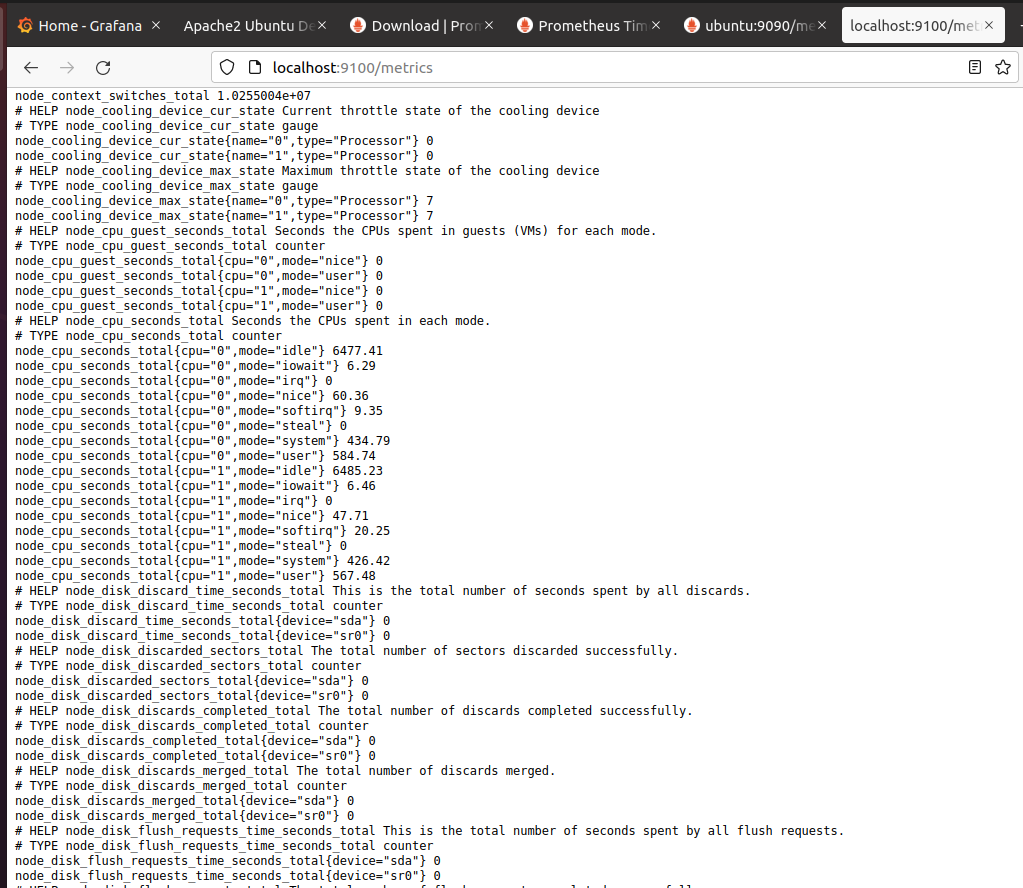 Home - Grafana
Apache2 Ubuntu De
Download | Pro
Prometheus Tim
ubuntu:9090/me
localhost:9100/met
localhost:9100/metrics
node_context_switches_total 1.0255004e+07
# HELP node_cooling_device_cur_state Current throttle state of the cooling device
# TYPE node_cooling_device_cur_state gauge
node_cooling_device_cur_state{name="0",type="Processor"} 0
node_cooling_device_cur_state{name="1",type="Processor"} 0
# HELP node_cooling_device_max_state Maximum throttle state of the cooling device
# TYPE node_cooling_device_max_state gauge
node_cooling_device_max_state{name="0",type="Processor"} 7
node_cooling_device_max_state{name="1",type="Processor"} 7
# HELP node_cpu_guest_seconds_total Seconds the CPUs spent in guests (VMs) for each mode.
# TYPE node_cpu_guest_seconds_total counter
node_cpu_guest_seconds_total{cpu="0",mode="nice"} 0
node_cpu_guest_seconds_total{cpu="0",mode="user"} 0
node_cpu_guest_seconds_total{cpu="1",mode="nice"} 0
node_cpu_guest_seconds_total{cpu="1",mode="user"} 0
# HELP node_cpu_seconds_total Seconds the CPUs spent in each mode.
# TYPE node_cpu_seconds_total counter
node_cpu_seconds_total{cpu="0",mode="idle"} 6477.41
node_cpu_seconds_total{cpu="0",mode="iowait"} 6.29
node_cpu_seconds_total{cpu="0",mode="irq"} 0
node_cpu_seconds_total{cpu="0",mode="nice"} 60.36
node_cpu_seconds_total{cpu="0",mode="softirq"} 9.35
node_cpu_seconds_total{cpu="0",mode="steal"} 0
node_cpu_seconds_total{cpu="0",mode="system"} 434.79
node_cpu_seconds_total{cpu="0",mode="user"} 584.74
node_cpu_seconds_total{cpu="1",mode="idle"} 6485.23
node_cpu_seconds_total{cpu="1",mode="iowait"} 6.46
node_cpu_seconds_total{cpu="1",mode="irq"} 0
node_cpu_seconds_total{cpu="1",mode="nice"} 47.71
node_cpu_seconds_total{cpu="1",mode="softirq"} 20.25
node_cpu_seconds_total{cpu="1",mode="steal"} 0
node_cpu_seconds_total{cpu="1",mode="system"} 426.42
node_cpu_seconds_total{cpu="1",mode="user"} 567.48
# HELP node_disk_discard_time_seconds_total This is the total number of seconds spent by all discards.
# TYPE node_disk_discard_time_seconds_total counter
node_disk_discard_time_seconds_total{device="sda"} 0
node_disk_discard_time_seconds_total{device="sr0"} 0
# HELP node_disk_discarded_sectors_total The total number of sectors discarded successfully.
# TYPE node_disk_discarded_sectors_total counter
node_disk_discarded_sectors_total{device="sda"} 0
node_disk_discarded_sectors_total{device="sr0"} 0
# HELP node_disk_discards_completed_total The total number of discards completed successfully.
# TYPE node_disk_discards_completed_total counter
node_disk_discards_completed_total{device="sda"} 0
node_disk_discards_completed_total{device="sr0"} 0
# HELP node_disk_discards_merged_total The total number of discards merged.
# TYPE node_disk_discards_merged_total counter
node_disk_discards_merged_total{device="sda"} 0
node_disk_discards_merged_total{device="sr0"} 0
# HELP node_disk_flush_requests_time_seconds_total This is the total number of seconds spent by all flush requests.
# TYPE node_disk_flush_requests_time_seconds_total counter
node_disk_flush_requests_time_seconds_total{device="sda"} 0
node_disk_flush_requests_time_seconds_total{device="sr0"} 0